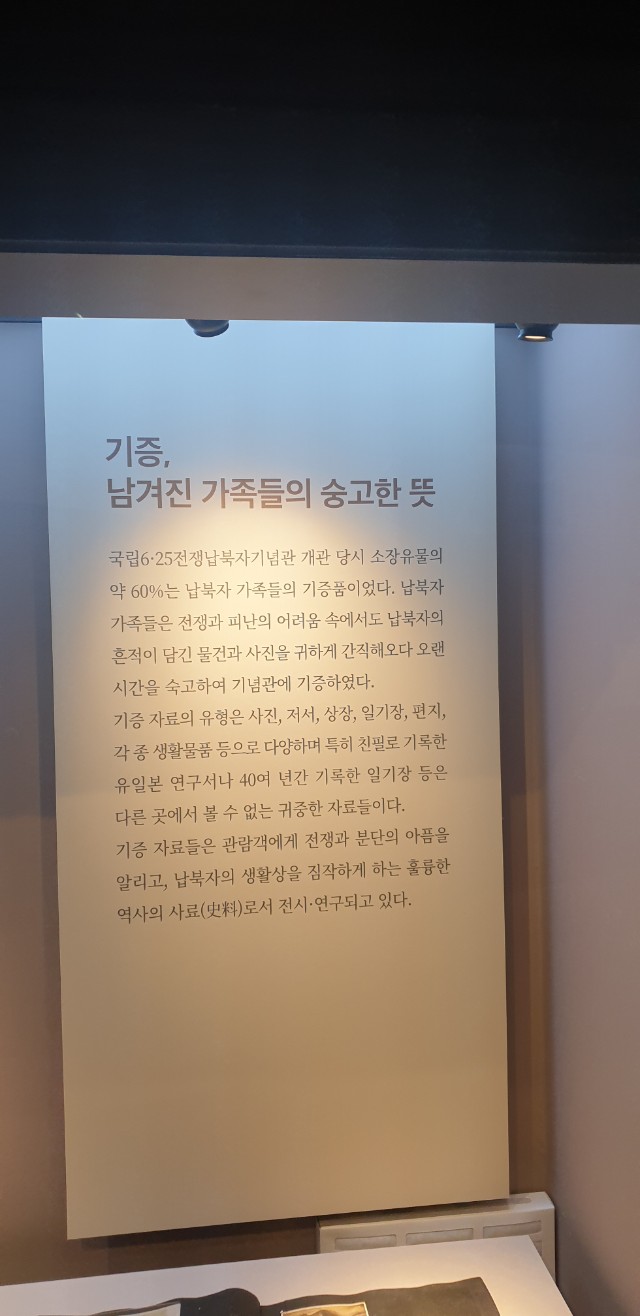 기증,
남겨진 가족들의 숭고한 뜻
국립6·25전쟁납북자기념관 개관 당시 소장유물의
약 60%는 납북자 가족들의 기증품이었다. 납북자
가족들은 전쟁과 피난의 어려움 속에서도 납북자의
흔적이 담긴 물건과 사진을 귀하게 간직해오다 오랜
시간을 숙고하여 기념관에 기증하였다.
기증 자료의 유형은 사진, 저서, 상장, 일기장, 편지,
각 종 생활물품 등으로 다양하며 특히 친필로 기록한
유일본 연구서나 40여 년간 기록한 일기장 등은
다른 곳에서 볼 수 없는 귀중한 자료들이다.
기증 자료들은 관람객에게 전쟁과 분단의 아픔을
알리고, 납북자의 생활상을 짐작하게 하는 훌륭한
역사의 사료(史料)로서 전시·연구되고 있다.